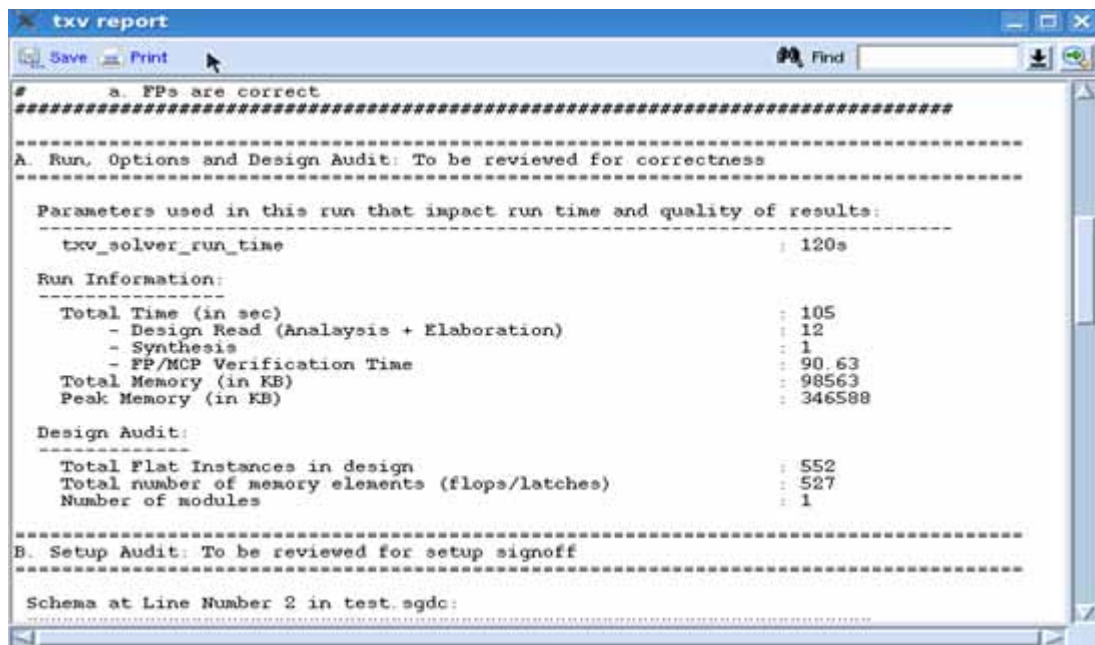 txv report
Save Print Find
# a. FPs are correct
################################################################################
================================================================================
A. Run, Options and Design Audit: To be reviewed for correctness
================================================================================
Parameters used in this run that impact run time and quality of results:
--------------------------------------------------------------------------------
txv_solver_run_time : 120s
Run Information:
----------------
Total Time (in sec) : 105
- Design Read (Analaysis + Elaboration) : 12
- Synthesis : 1
- FP/MCP Verification Time : 90.63
Total Memory (in KB) : 98563
Peak Memory (in KB) : 346588
Design Audit:
-------------
Total Flat Instances in design : 552
Total number of memory elements (flops/latches) : 527
Number of modules : 1
================================================================================
B. Setup Audit: To be reviewed for setup signoff
================================================================================
Schema at Line Number 2 in test.sgdc: